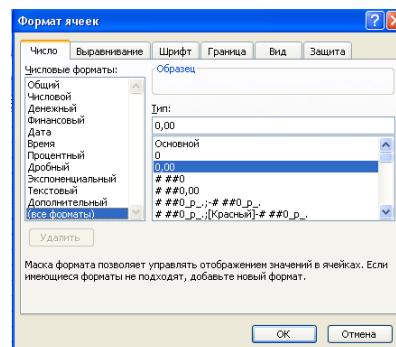 Формат ячеек
Число Выравнивание Шрифт Граница Вид Защита
Числовые форматы:
Общий
Числовой
Денежный
Финансовый
Дата
Время
Процентный
Дробный
Экспоненциальный
Текстовый
Дополнительный
(все форматы)
Образец
Тип:
0,00
Основной
0
0,00
# ##0
# ##0,00
# ##0_р_.;-# ##0_р_.
# ##0_р_.;[Красный]-# ##0_р_.
Удалить
Маска формата позволяет управлять отображением значений в ячейках. Если
имеющиеся форматы не подходят, добавьте новый формат.
ОК Отмена